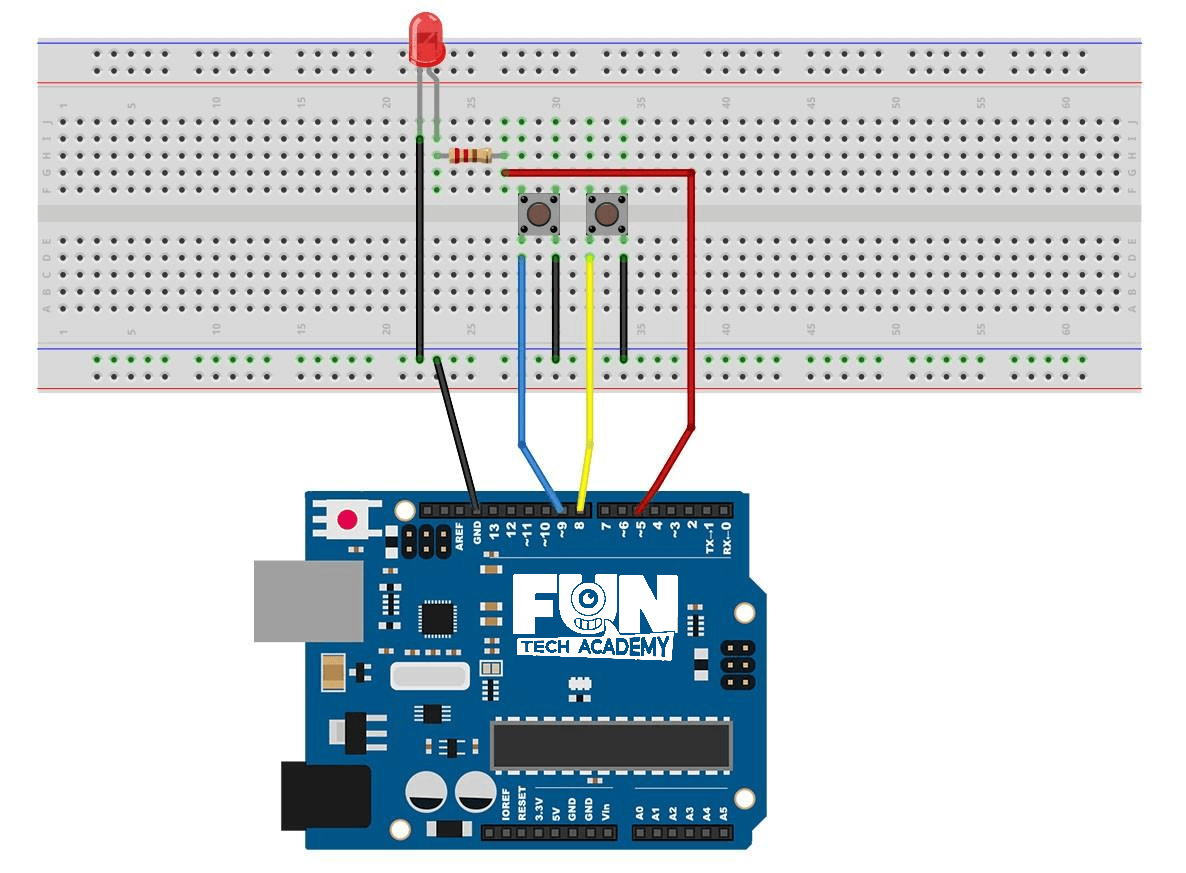 1 5 10 15 20 25 30 35 40 45 50 55 60
J J
I I
H H
G G
F F
E E
D D
C C
B B
A A
1 5 10 15 20 25 30 35 40 45 50 55 60
AREF GND 13 12 ~11 ~10 ~9 8 7 ~6 ~5 4 ~3 2 TX→1 RX←0
FUN
TECH ACADEMY
IOREF RESET 3.3V 5V GND GND Vin A0 A1 A2 A3 A4 A5